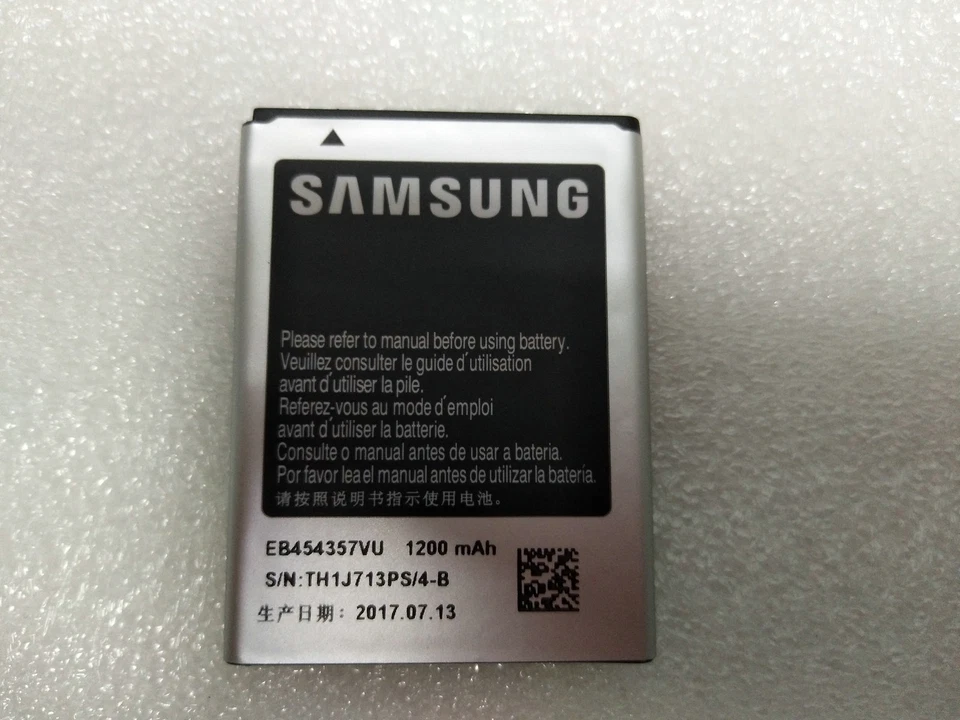 SAMSUNG
Please refer to manual before using battery.
Veuillez consulter le guide d'utilisation
avant d'utiliser la pile.
Referez-vous au mode d'emploi
avant d'utiliser la batterie.
Consulte o manual antes de usar a bateria.
Por favor lea el manual antes de utilizar la batería.
请按照说明书指示使用电池。
EB454357VU 1200 mAh
S/N:TH1J713PS/4-B
生产日期：2017.07.13